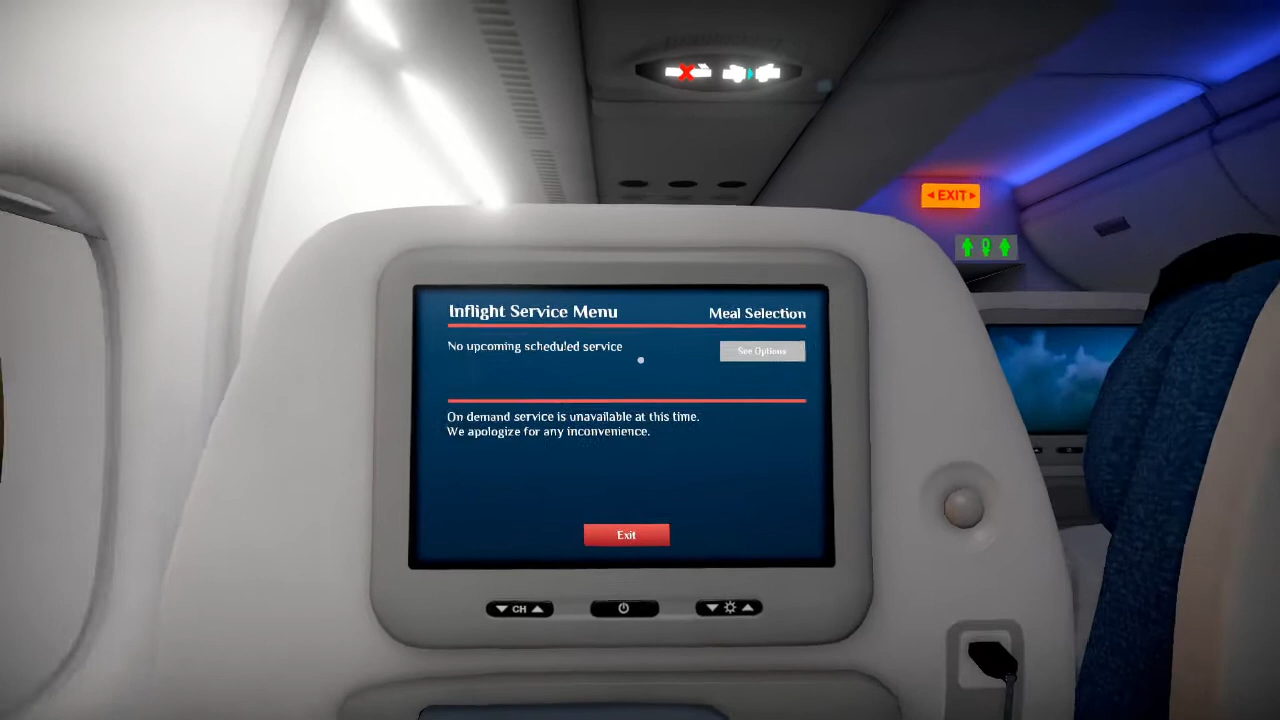 EXIT
Inflight Service Menu
Meal Selection
No upcoming scheduled service
See Options
On demand service is unavailable at this time.
We apologize for any inconvenience.
Exit
CH